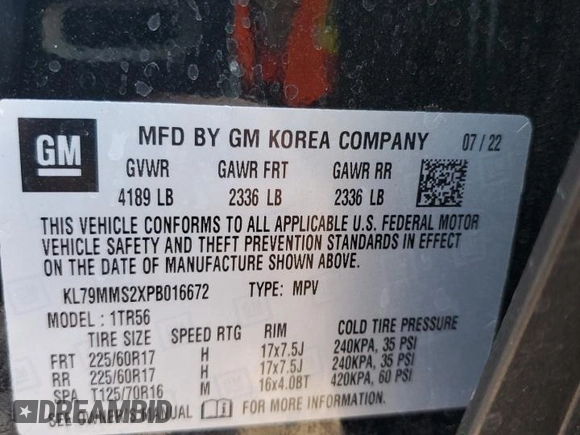 GM
MFD BY GM KOREA COMPANY 07 / 22
GVWR GAWR FRT GAWR RR
4189 LB 2336 LB 2336 LB
THIS VEHICLE CONFORMS TO ALL APPLICABLE U.S. FEDERAL MOTOR
VEHICLE SAFETY AND THEFT PREVENTION STANDARDS IN EFFECT
ON THE DATE OF MANUFACTURE SHOWN ABOVE.
KL79MMS2XPB016672 TYPE: MPV
MODEL : 1TR56
TIRE SIZE SPEED RTG RIM COLD TIRE PRESSURE
FRT 225/60R17 H 17x7.5J 240KPA, 35 PSI
RR 225/60R17 H 17x7.5J 240KPA, 35 PSI
SPA T125/70R16 M 16x4.0BT 420KPA, 60 PSI
SEE OWNERS MANUAL FOR MORE INFORMATION
DREAMBID.COM